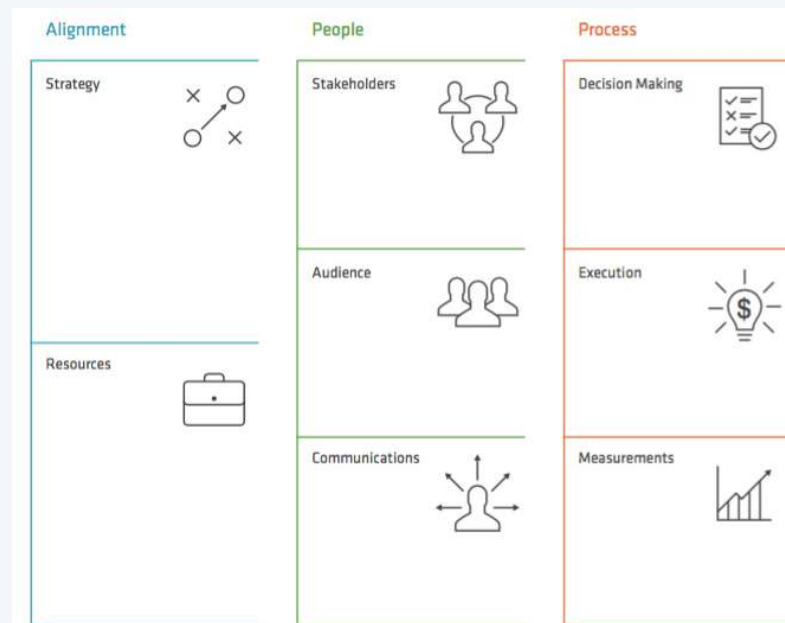 Alignment
Strategy
Resources
People
Stakeholders
Audience
Communications
Process
Decision Making
Execution
$
Measurements